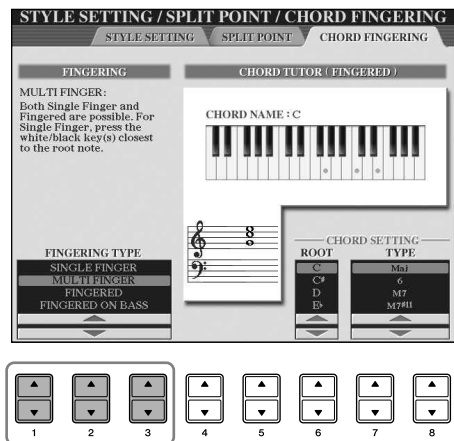 STYLE SETTING / SPLIT POINT / CHORD FINGERING
STYLE SETTING SPLIT POINT CHORD FINGERING
FINGERING
MULTI FINGER:
Both Single Finger and
Fingered are possible. For
Single Finger, press the
white/black key(s) closest
to the root note.
CHORD TUTOR ( FINGERED )
CHORD NAME : C
FINGERING TYPE
SINGLE FINGER
MULTI FINGER
FINGERED
FINGERED ON BASS
CHORD SETTING
ROOT TYPE
C Maj
C# 6
D M7
E♭ M7#11
1 2 3 4 5 6 7 8